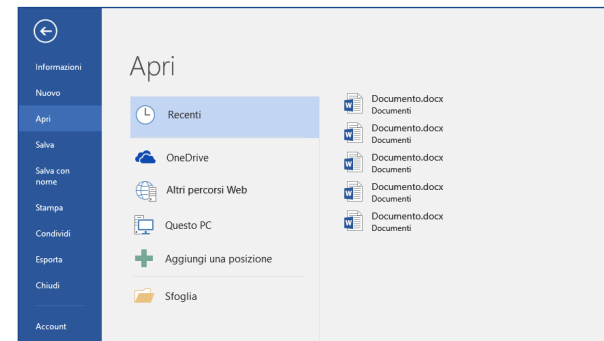 Informazioni
Nuovo
Apri
Salva
Salva con
nome
Stampa
Condividi
Esporta
Chiudi
Account
Apri
Recenti
OneDrive
Altri percorsi Web
Questo PC
Aggiungi una posizione
Sfoglia
Documento.docx
Documenti
Documento.docx
Documenti
Documento.docx
Documenti
Documento.docx
Documenti
Documento.docx
Documenti